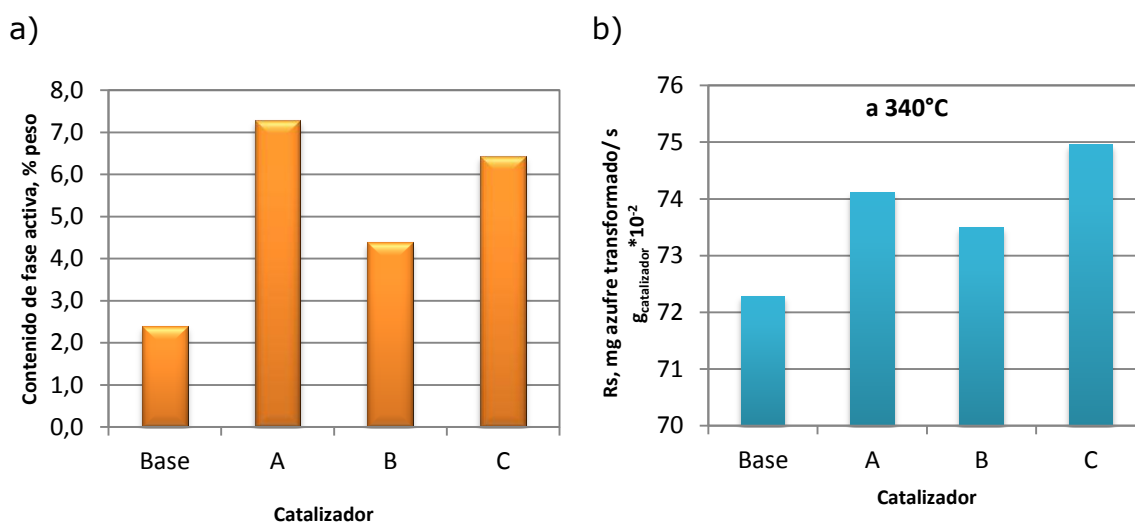 a)
8,0
7,0
6,0
5,0
4,0
3,0
2,0
1,0
0,0
Contenido de fase activa, % peso
Base A B C
Catalizador
b)
76
75
74
73
72
71
70
Rs, mg azufre transformado/ s
g_catalizador*10^-2
a 340°C
Base A B C
Catalizador